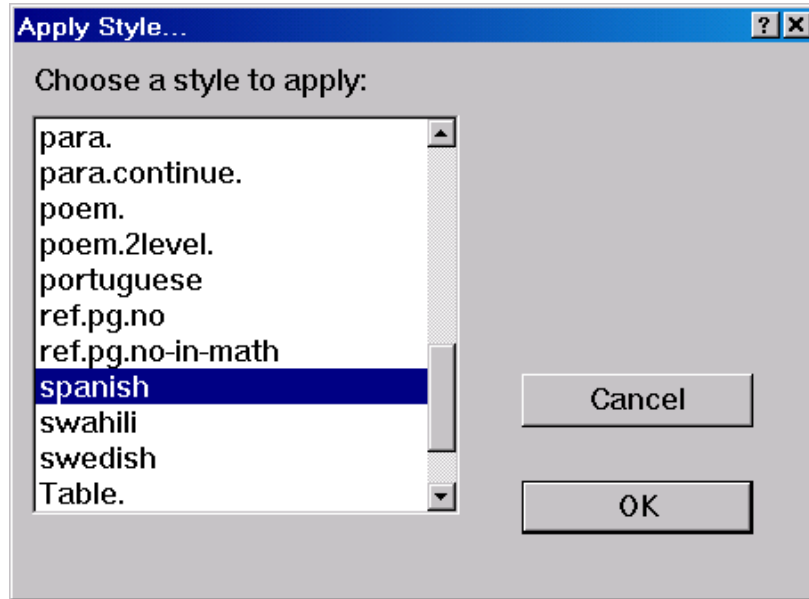 Apply Style...
Choose a style to apply:
para.
para.continue.
poem.
poem.2level.
portuguese
ref.pg.no
ref.pg.no-in-math
spanish
swahili
swedish
Table.
Cancel
OK